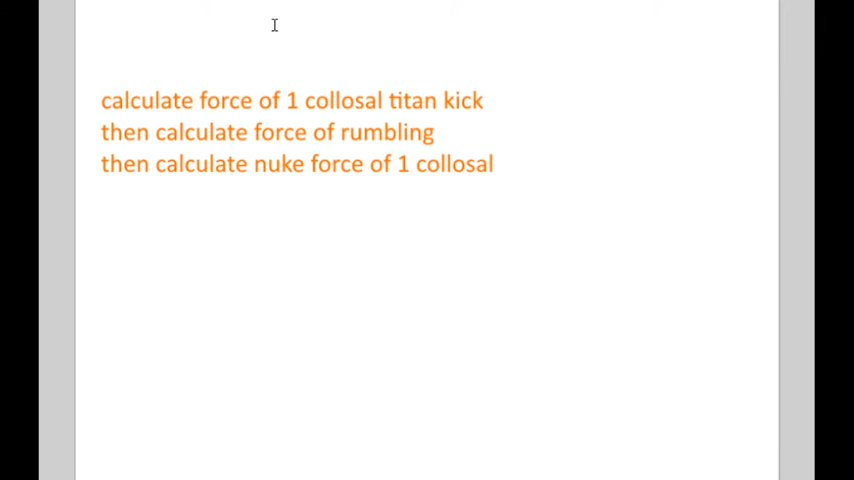 calculate force of 1 collosal titan kick
then calculate force of rumbling
then calculate nuke force of 1 collosal